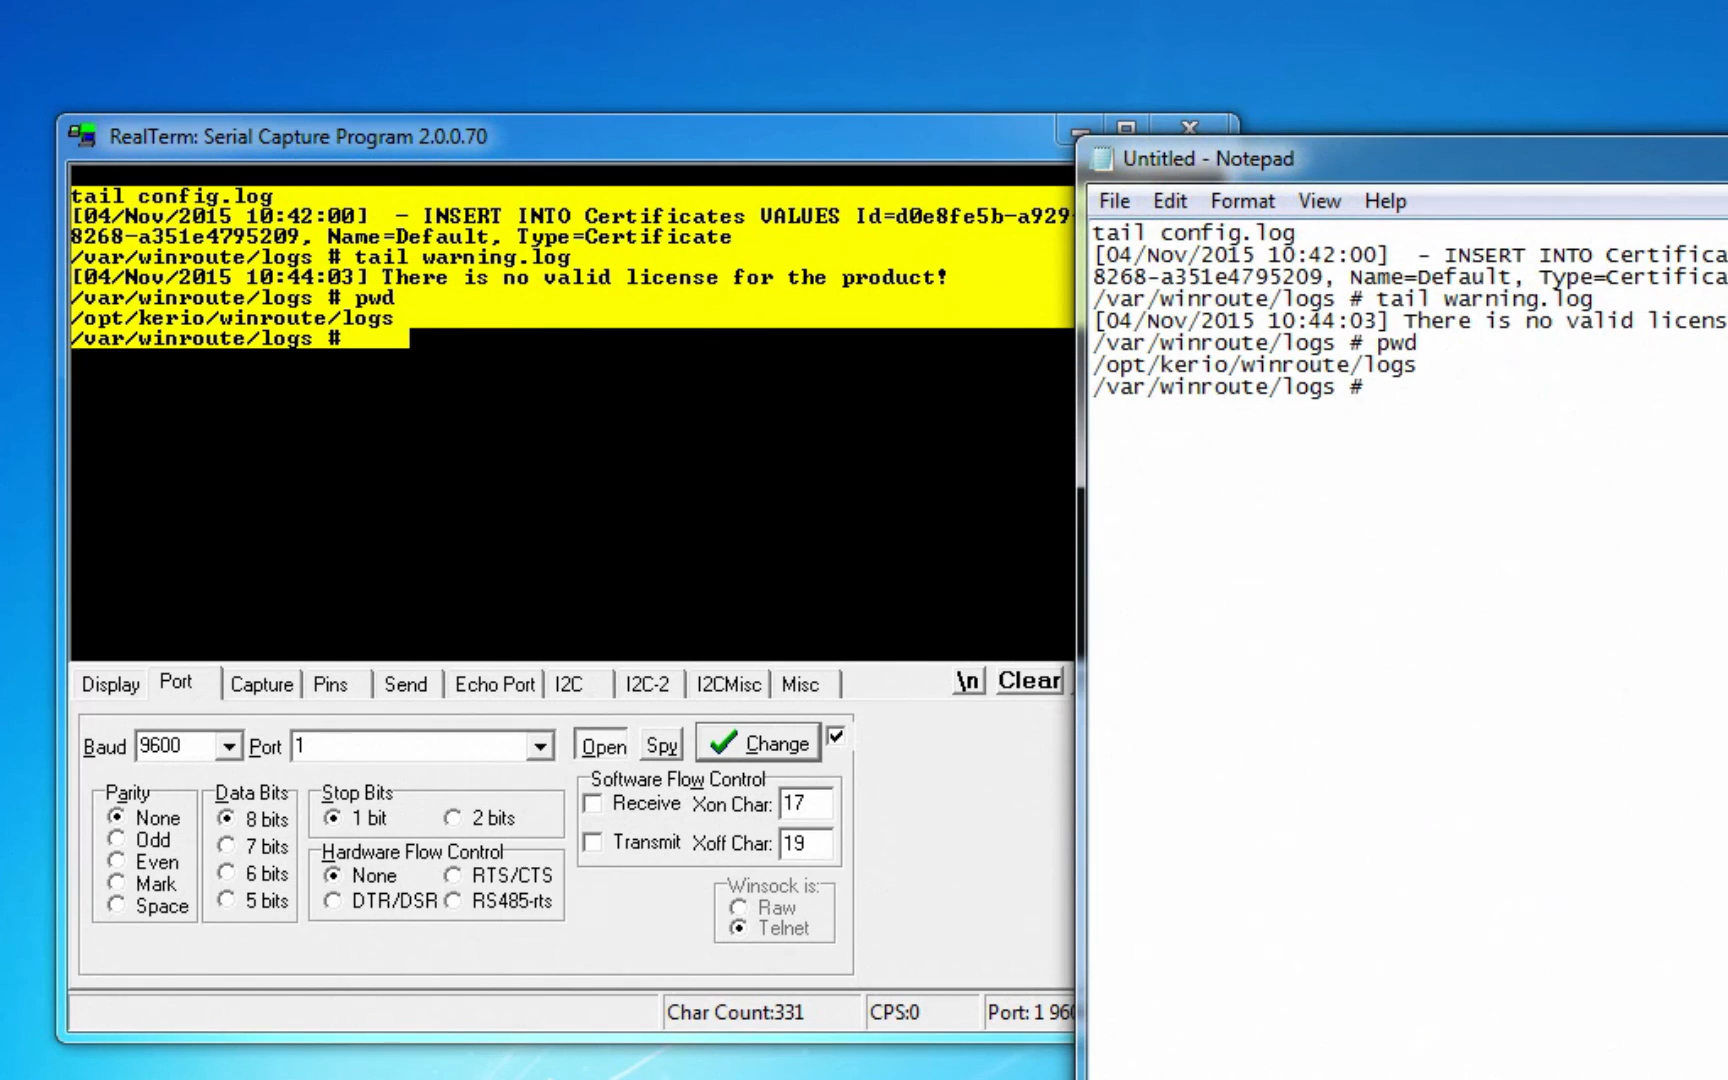 RealTerm: Serial Capture Program 2.0.0.70
tail config.log
[04/Nov/2015 10:42:00]  - INSERT INTO Certificates VALUES Id=d0e8fe5b-a929-
8268-a351e4795209, Name=Default, Type=Certificate
/var/winroute/logs # tail warning.log
[04/Nov/2015 10:44:03] There is no valid license for the product!
/var/winroute/logs # pwd
/opt/kerio/winroute/logs
/var/winroute/logs #
Display Port Capture Pins Send Echo Port I2C I2C-2 I2CMisc Misc \n Clear
Baud 9600 Port 1 Open Spy Change
Parity
None
Odd
Even
Mark
Space
Data Bits
8 bits
7 bits
6 bits
5 bits
Stop Bits
1 bit 2 bits
Hardware Flow Control
None RTS/CTS
DTR/DSR RS485-rts
Software Flow Control
Receive Xon Char: 17
Transmit Xoff Char: 19
Winsock is:
Raw
Telnet
Char Count:331 CPS:0 Port: 1 960
Untitled - Notepad
File Edit Format View Help
tail config.log
[04/Nov/2015 10:42:00]  - INSERT INTO Certifica
8268-a351e4795209, Name=Default, Type=Certifica
/var/winroute/logs # tail warning.log
[04/Nov/2015 10:44:03] There is no valid licens
/var/winroute/logs # pwd
/opt/kerio/winroute/logs
/var/winroute/logs #